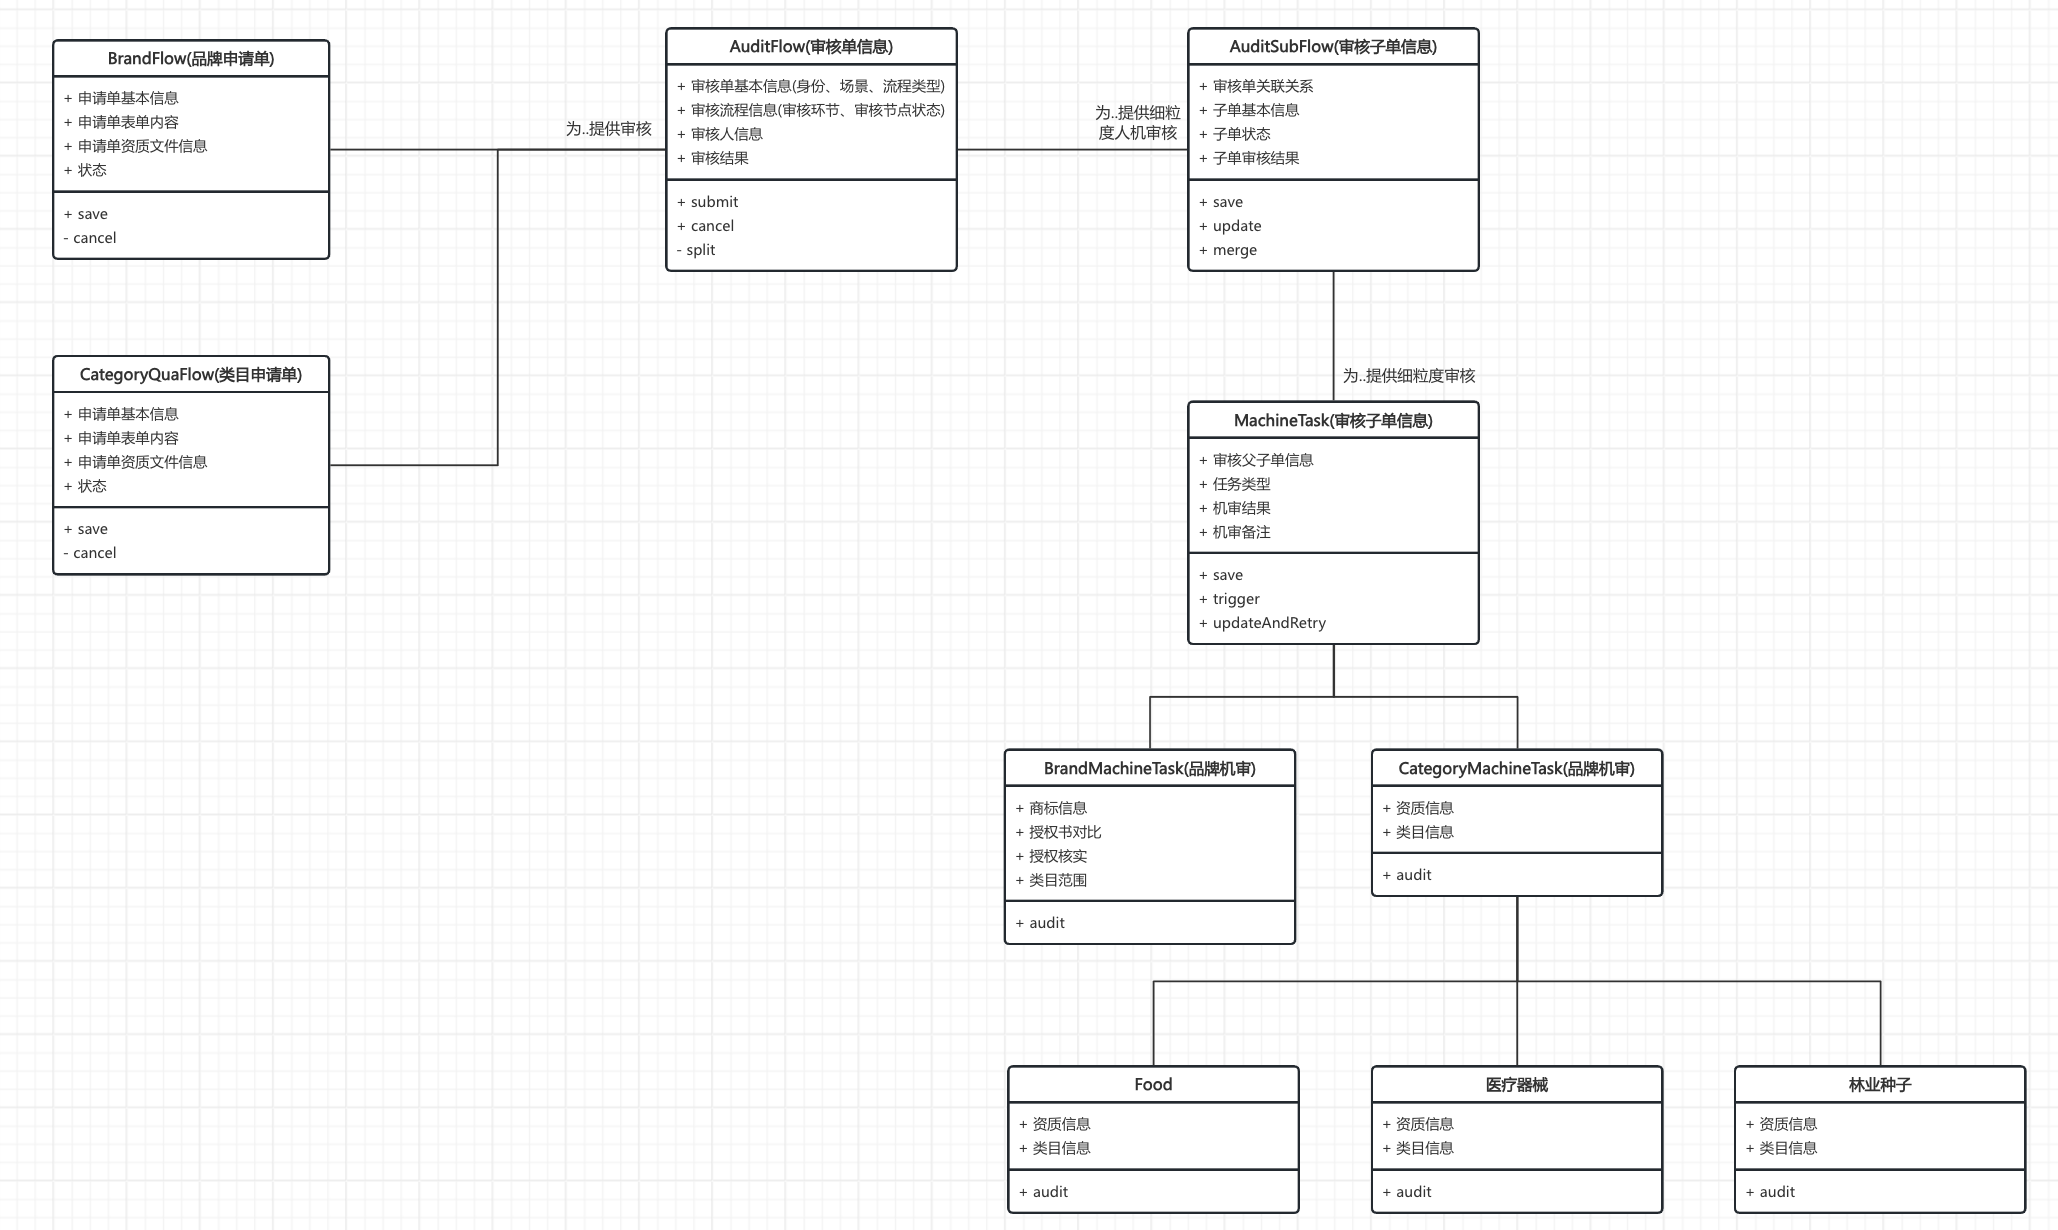 BrandFlow(品牌申请单)
+ 申请单基本信息
+ 申请单表单内容
+ 申请单资质文件信息
+ 状态
+ save
- cancel
为..提供审核
AuditFlow(审核单信息)
+ 审核单基本信息(身份、场景、流程类型)
+ 审核流程信息(审核环节、审核节点状态)
+ 审核人信息
+ 审核结果
+ submit
+ cancel
- split
为..提供细粒
度人机审核
AuditSubFlow(审核子单信息)
+ 审核单关联关系
+ 子单基本信息
+ 子单状态
+ 子单审核结果
+ save
+ update
+ merge
CategoryQuaFlow(类目申请单)
+ 申请单基本信息
+ 申请单表单内容
+ 申请单资质文件信息
+ 状态
+ save
- cancel
为..提供细粒度审核
MachineTask(审核子单信息)
+ 审核父子单信息
+ 任务类型
+ 机审结果
+ 机审备注
+ save
+ trigger
+ updateAndRetry
BrandMachineTask(品牌机审)
+ 商标信息
+ 授权书对比
+ 授权核实
+ 类目范围
+ audit
CategoryMachineTask(品牌机审)
+ 资质信息
+ 类目信息
+ audit
Food
+ 资质信息
+ 类目信息
+ audit
医疗器械
+ 资质信息
+ 类目信息
+ audit
林业种子
+ 资质信息
+ 类目信息
+ audit